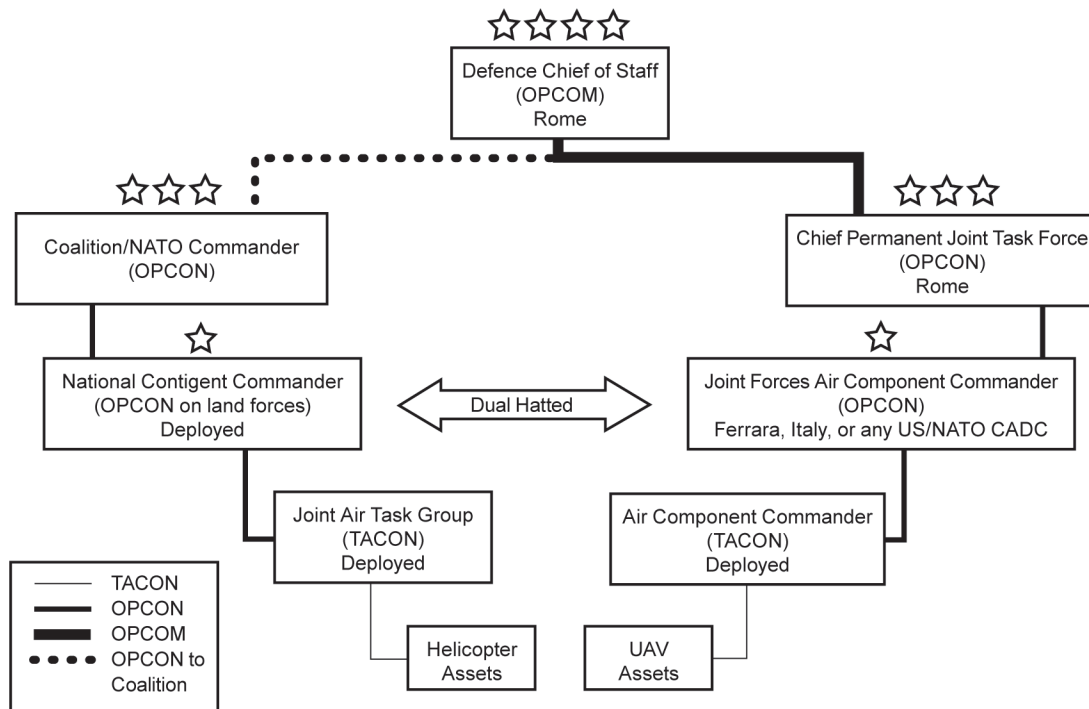 Defence Chief of Staff
(OPCOM)
Rome
Coalition/NATO Commander
(OPCON)
Chief Permanent Joint Task Force
(OPCON)
Rome
National Contigent Commander
(OPCON on land forces)
Deployed
Dual Hatted
Joint Forces Air Component Commander
(OPCON)
Ferrara, Italy, or any US/NATO CADC
Joint Air Task Group
(TACON)
Deployed
Air Component Commander
(TACON)
Deployed
Helicopter
Assets
UAV
Assets
TACON
OPCON
OPCOM
OPCON to
Coalition